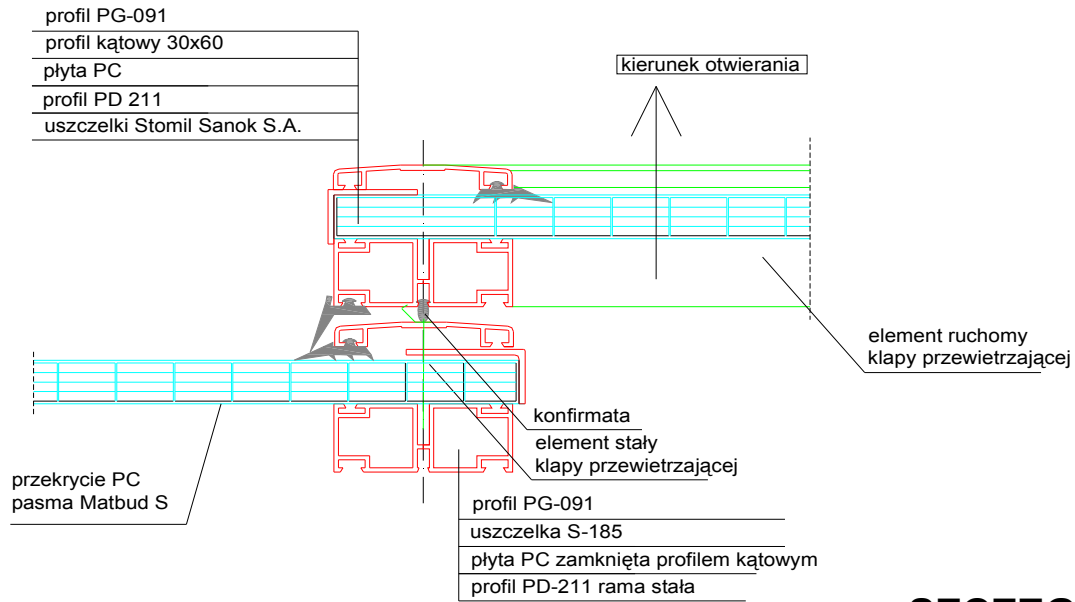 profil PG-091
profil kątowy 30x60
płyta PC
profil PD 211
uszczelki Stomil Sanok S.A.
kierunek otwierania
element ruchomy
klapy przewietrzającej
konfirmata
element stały
klapy przewietrzającej
przekrycie PC
pasma Matbud S
profil PG-091
uszczelka S-185
płyta PC zamknięta profilem kątowym
profil PD-211 rama stała